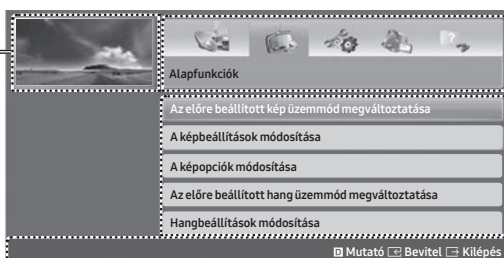 Alapfunkciók
Az előre beállított kép üzemmód megváltoztatása
A képbeállítások módosítása
A képopciók módosítása
Az előre beállított hang üzemmód megváltoztatása
Hangbeállítások módosítása
D Mutató Bevitel Kilépés